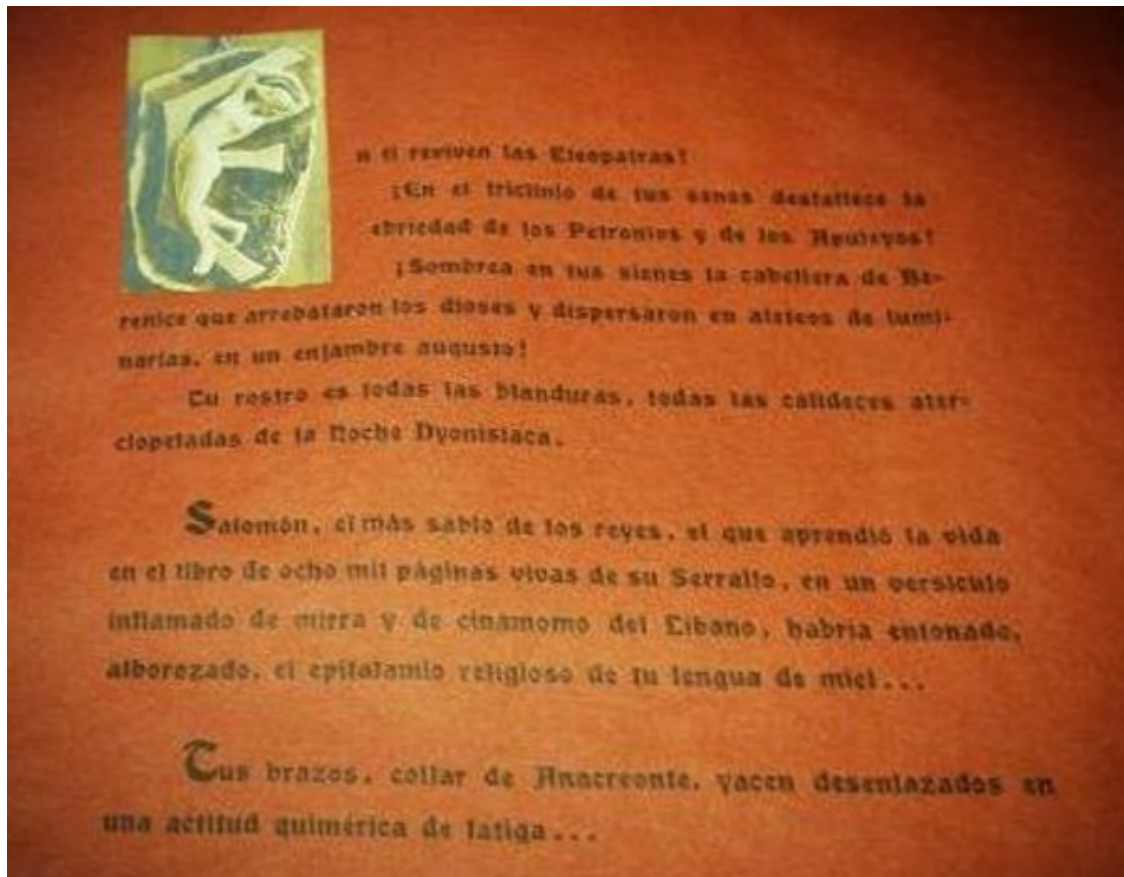 n ti reviven las Cleopatras!
¡En el triclinio de tus senos desfallece la
ebriedad de los Petronios y de los Apuleyos!
¡Sombrea en tus sienes la cabellera de Be-
renice que arrebataron los dioses y dispersaron en aleteos de lumi-
narias, en un enjambre augusto!
Tu rostro es todas las blanduras, todas las calideces ater-
ciopeladas de la Noche Dyonisiaca.
Salomón, el más sabio de los reyes, el que aprendió la vida
en el libro de ocho mil páginas vivas de su Serrallo, en un versículo
inflamado de mirra y de cinamomo del Líbano, habría entonado,
alborozado, el epitalamio religioso de tu lengua de miel...
Tus brazos, collar de Anacreonte, yacen desenlazados en
una actitud quimérica de fatiga...